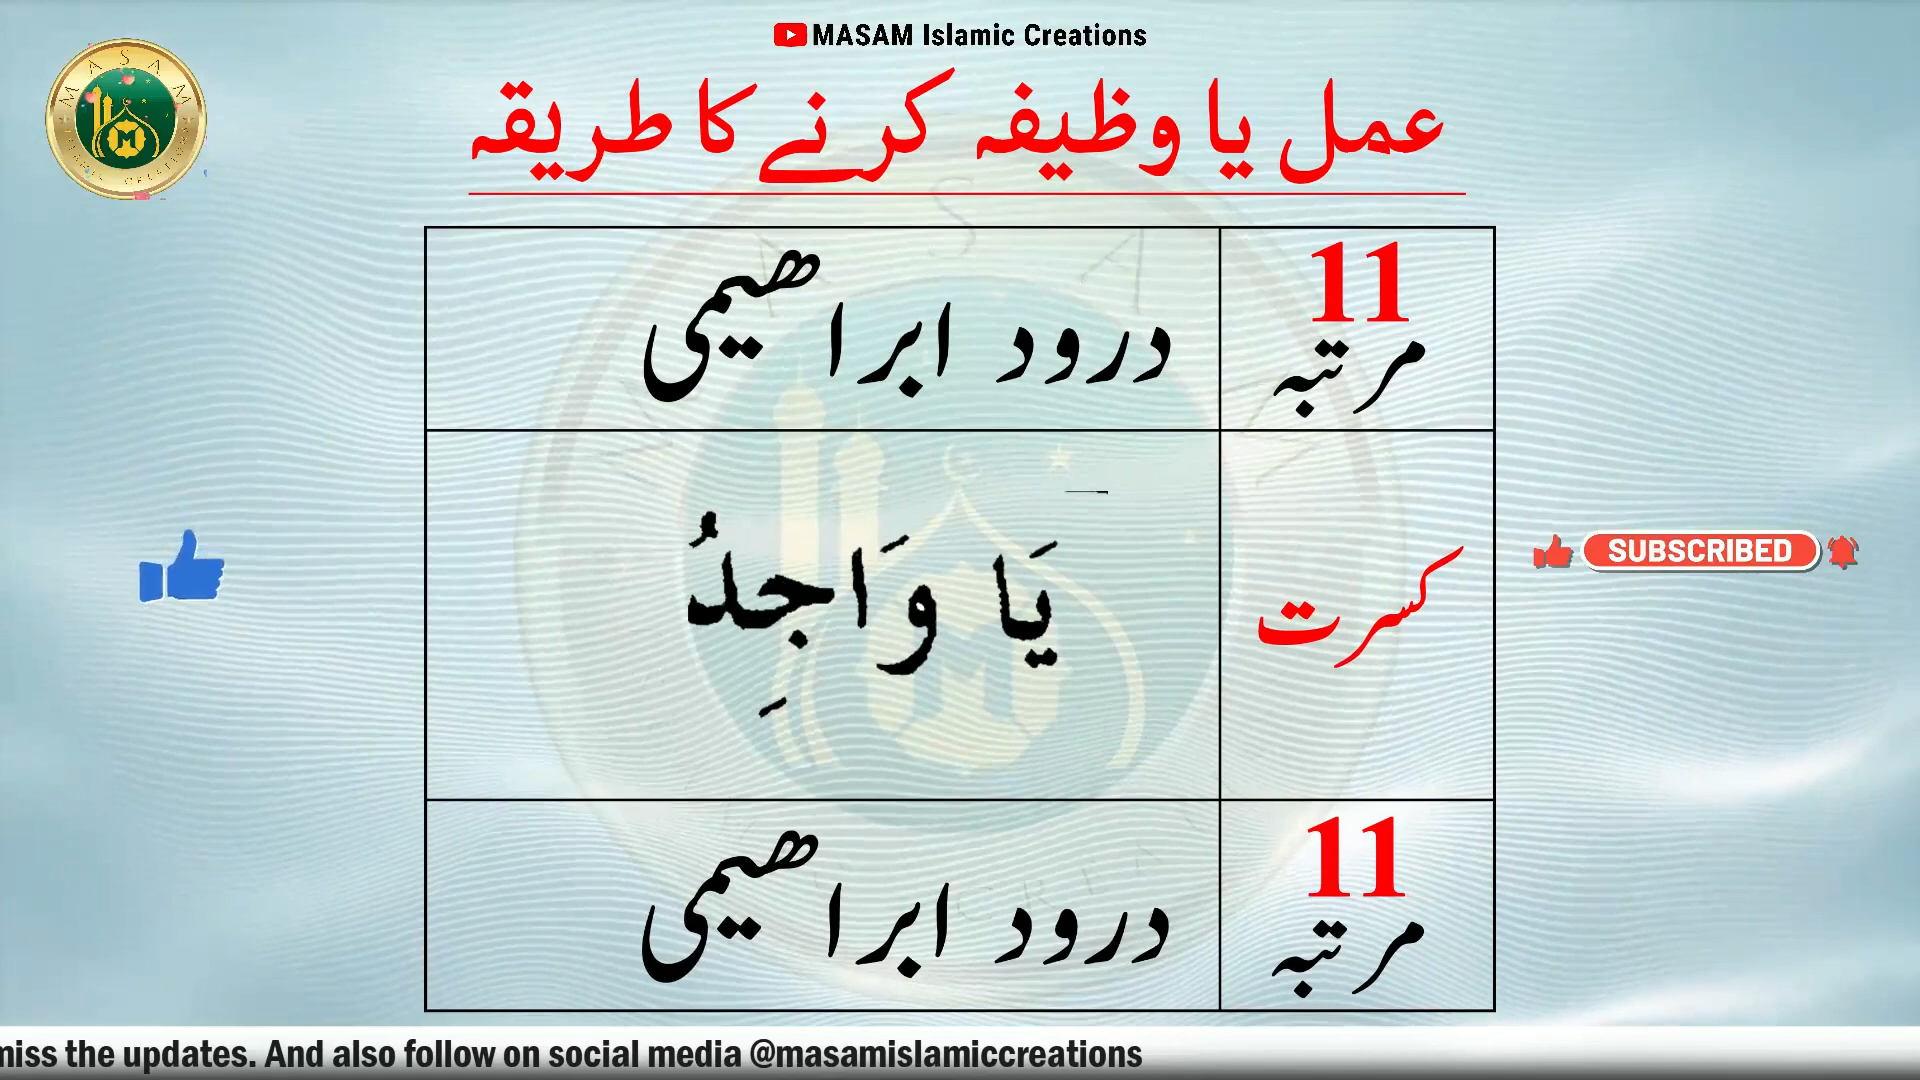 MASAM Islamic Creations
عمل یا وظیفہ کرنے کا طریقہ
11 مرتبہ
درود ابراھیمی
کسرت
یَا وَاجِدُ
11 مرتبہ
درود ابراھیمی
SUBSCRIBED
miss the updates. And also follow on social media @masamislamiccreations